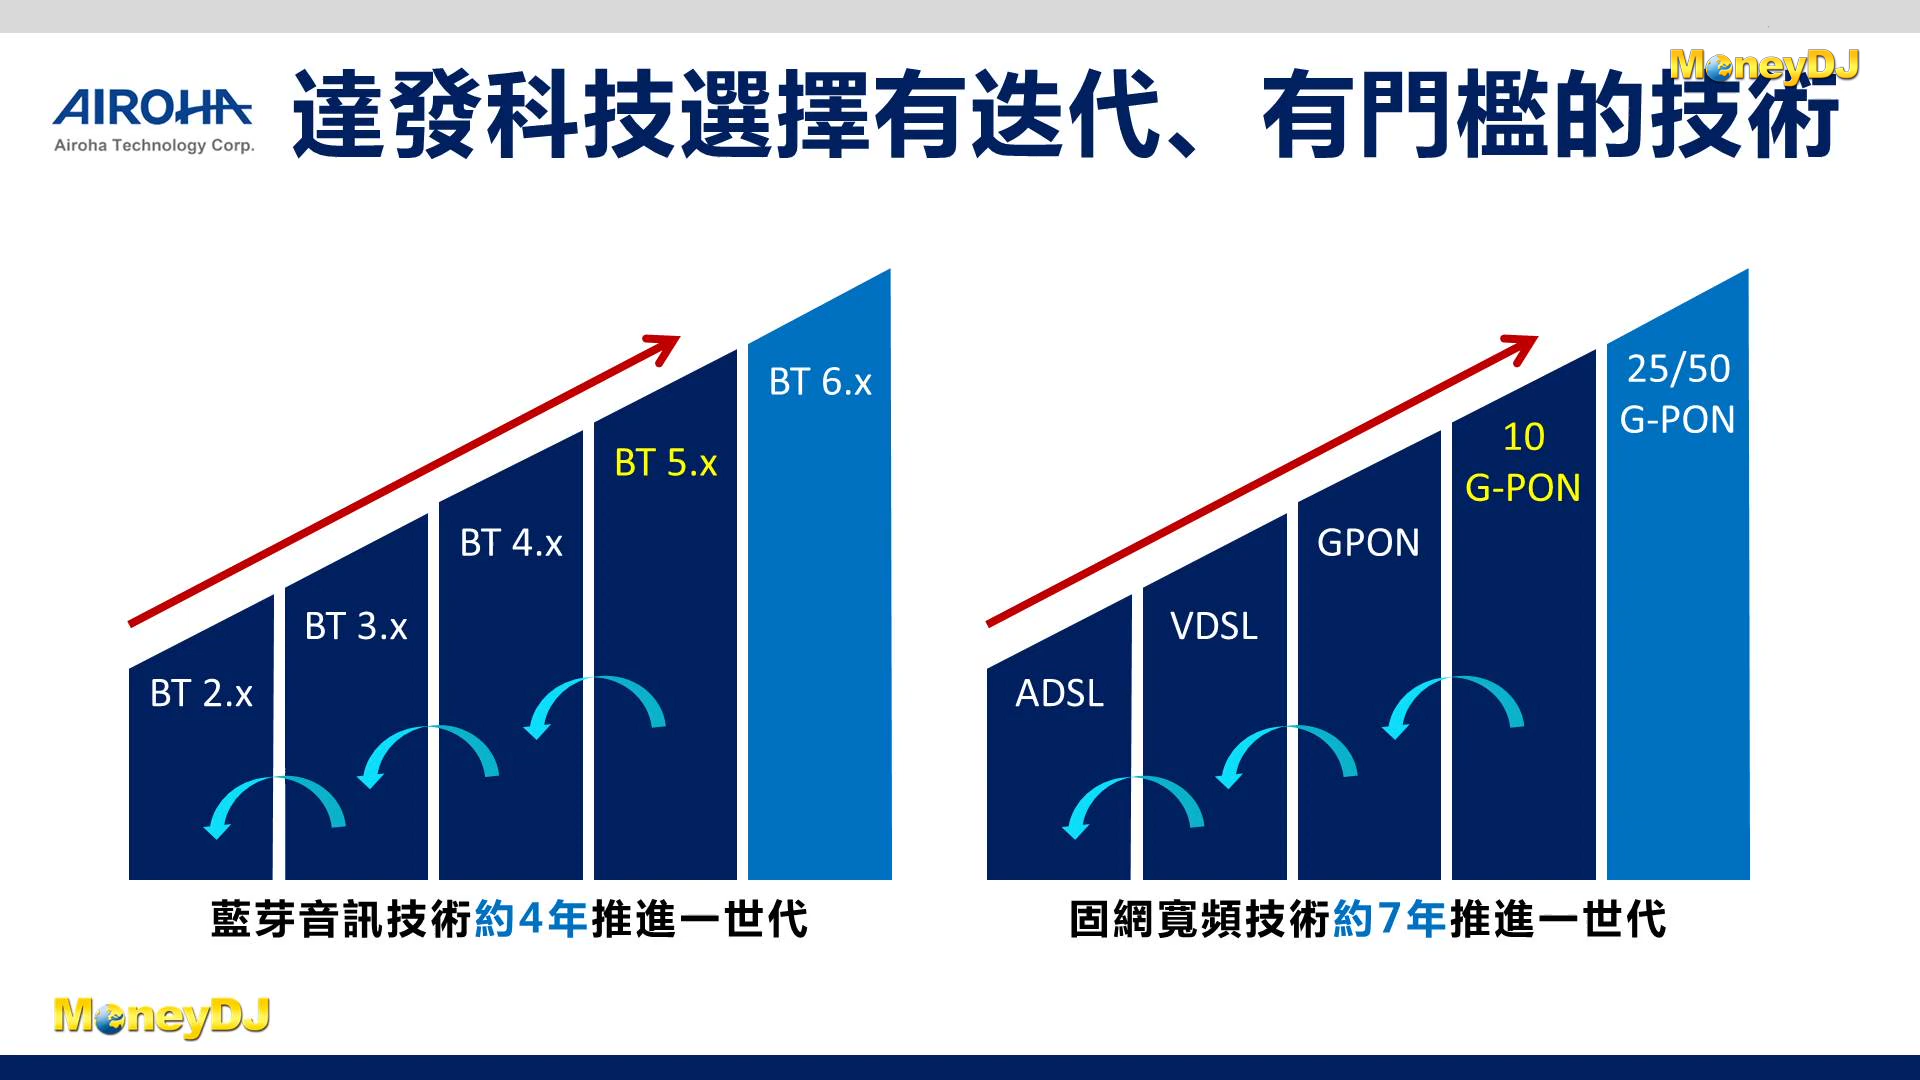 MoneyDJ
AIROHA
Airoha Technology Corp.
達發科技選擇有迭代、有門檻的技術
BT 2.x
BT 3.x
BT 4.x
BT 5.x
BT 6.x
藍芽音訊技術約4年推進一世代
ADSL
VDSL
GPON
10
G-PON
25/50
G-PON
固網寬頻技術約7年推進一世代
MoneyDJ